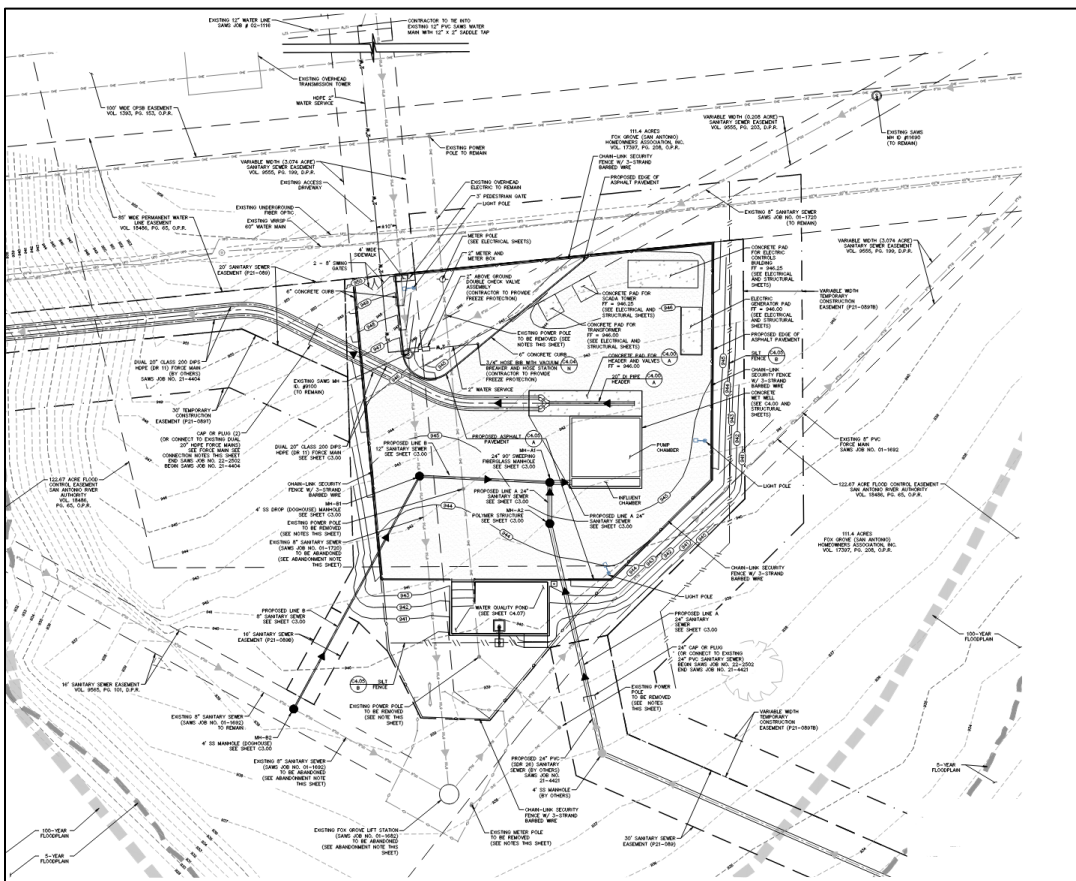 EXISTING 12" WATER LINE
SAWS JOB # 02-1116
CONTRACTOR TO TIE INTO
EXISTING 12" PVC SAWS WATER
MAIN WITH 12" X 2" SADDLE TAP
EXISTING OVERHEAD
TRANSMISSION TOWER
HDPE 2"
WATER SERVICE
100' WIDE CPSB EASEMENT
VOL. 1393, PG. 153, O.P.R.
EXISTING POWER
POLE TO REMAIN
111.4 ACRES
FOX GROVE (SAN ANTONIO)
HOMEOWNERS ASSOCIATION, INC.
VOL. 17397, PG. 208, O.P.R.
VARIABLE WIDTH (0.208 ACRE)
SANITARY SEWER EASEMENT
VOL. 9555, PG. 203, D.P.R.
EXISTING SAWS
(TO REMAIN)
VARIABLE WIDTH (3.074 ACRE)
SANITARY SEWER EASEMENT
VOL. 9555, PG. 199, D.P.R.
EXISTING ACCESS
DRIVEWAY
CHAIN-LINK SECURITY
FENCE W/ 3-STRAND
BARBED WIRE
PROPOSED EDGE OF
ASPHALT PAVEMENT
EXISTING OVERHEAD
ELECTRIC TO REMAIN
3' PEDESTRIAN GATE
LIGHT POLE
EXISTING UNDERGROUND
FIBER OPTIC
EXISTING VRRSP
60" WATER MAIN
85' WIDE PERMANENT WATER
LINE EASEMENT
VOL. 18486, PG. 65, O.P.R.
EXISTING 8" SANITARY SEWER
SAWS JOB NO. 01-1720
(TO REMAIN)
4' WIDE
SIDEWALK
METER POLE
(SEE ELECTRICAL SHEETS)
2 - 8' SWING
GATES
2" METER AND
METER BOX
20' SANITARY SEWER
EASEMENT (P21-089)
6" CONCRETE CURB
2" ABOVE GROUND
DOUBLE CHECK VALVE
ASSEMBLY
(CONTRACTOR TO PROVIDE
FREEZE PROTECTION)
CONCRETE PAD
FOR ELECTRIC
CONTROLS
BUILDING
FF = 946.25
(SEE ELECTRICAL
AND STRUCTURAL
SHEETS)
VARIABLE WIDTH (3.074 ACRE)
SANITARY SEWER EASEMENT
VOL. 9555, PG. 199, D.P.R.
CONCRETE PAD FOR
SCADA TOWER
FF = 946.25
(SEE ELECTRICAL AND
STRUCTURAL SHEETS)
CONCRETE PAD FOR
TRANSFORMER
FF = 946.00
(SEE ELECTRICAL AND
STRUCTURAL SHEETS)
ELECTRIC
GENERATOR PAD
FF = 946.00
(SEE ELECTRICAL
AND STRUCTURAL
SHEETS)
VARIABLE WIDTH
TEMPORARY
CONSTRUCTION
EASEMENT (P21-089TB)
EXISTING POWER POLE
TO BE REMOVED (SEE
NOTES THIS SHEET)
6" CONCRETE CURB
PROPOSED EDGE OF
ASPHALT PAVEMENT
3/4" HOSE BIB WITH VACUUM
BREAKER AND HOSE STATION
(CONTRACTOR TO PROVIDE
FREEZE PROTECTION)
CONCRETE PAD FOR
HEADER AND VALVES
FF = 946.00
SILT
FENCE
DUAL 20" CLASS 200 DIPS
HDPE (DR 11) FORCE MAIN
(BY OTHERS)
SAWS JOB NO. 21-4404
EXISTING SAWS MH
(TO REMAIN)
2" WATER SERVICE
20" DI PIPE
HEADER
CHAIN-LINK
SECURITY FENCE
W/ 3-STRAND
BARBED WIRE
CONCRETE
WET WELL
(SEE C4.00 AND
STRUCTURAL
SHEETS)
30' TEMPORARY
CONSTRUCTION
EASEMENT (P21-089T)
CAP OR PLUG (2)
(OR CONNECT TO EXISTING DUAL
20" HDPE FORCE MAINS)
SEE FORCE MAIN SEE
CONNECTION NOTES THIS SHEET
END SAWS JOB NO. 22-2502
BEGIN SAWS JOB NO. 21-4404
DUAL 20" CLASS 200 DIPS
HDPE (DR 11) FORCE MAIN
SEE SHEET C3.00
PROPOSED LINE B
12" SANITARY SEWER
SEE SHEET C3.00
PROPOSED ASPHALT
PAVEMENT
MH-A1
24" 90° SWEEPING
FIBERGLASS MANHOLE
SEE SHEET C3.00
PUMP
CHAMBER
EXISTING 8" PVC
FORCE MAIN
SAWS JOB NO. 01-1692
122.67 ACRE FLOOD
CONTROL EASEMENT
SAN ANTONIO RIVER
AUTHORITY
VOL. 18486,
PG. 65, O.P.R.
CHAIN-LINK SECURITY
FENCE W/ 3-STRAND
BARBED WIRE
MH-B1
4' SS DROP (DOGHOUSE) MANHOLE
SEE SHEET C3.00
PROPOSED LINE A 24"
SANITARY SEWER
SEE SHEET C3.00
MH-A2
POLYMER STRUCTURE
SEE SHEET C3.00
INFLUENT
CHAMBER
LIGHT POLE
122.67 ACRE FLOOD CONTROL EASEMENT
SAN ANTONIO RIVER AUTHORITY
VOL. 18486, PG. 65, O.P.R.
EXISTING POWER POLE
TO BE REMOVED
(SEE NOTES THIS SHEET)
EXISTING 8" SANITARY SEWER
(SAWS JOB NO. 01-1720)
TO BE ABANDONED
(SEE ABANDONMENT NOTE
THIS SHEET)
PROPOSED LINE A 24"
SANITARY SEWER
SEE SHEET C3.00
111.4 ACRES
FOX GROVE (SAN ANTONIO)
HOMEOWNERS ASSOCIATION, INC.
VOL. 17397, PG. 208, O.P.R.
CHAIN-LINK SECURITY
FENCE W/ 3-STRAND
BARBED WIRE
LIGHT POLE
WATER QUALITY POND
(SEE SHEET C4.07)
PROPOSED LINE B
8" SANITARY SEWER
SEE SHEET C3.00
PROPOSED LINE A
24" SANITARY
SEWER
SEE SHEET C3.00
16' SANITARY SEWER
EASEMENT (P21-089B)
24" CAP OR PLUG
(OR CONNECT TO EXISTING
24" PVC SANITARY SEWER)
BEGIN SAWS JOB NO. 22-2502
END SAWS JOB NO. 21-4421
100-YEAR
FLOODPLAIN
16' SANITARY SEWER EASEMENT
VOL. 9565, PG. 101, D.P.R.
SILT
FENCE
EXISTING POWER
POLE
TO BE REMOVED
(SEE NOTES
THIS SHEET)
EXISTING POWER POLE
TO BE REMOVED
(SEE NOTE THIS
SHEET)
EXISTING 8" SANITARY SEWER
(SAWS JOB NO. 01-1692)
TO REMAIN
MH-B2
4' SS MANHOLE (DOGHOUSE)
SEE SHEET C3.00
VARIABLE WIDTH
TEMPORARY
CONSTRUCTION
EASEMENT (P21-089TB)
EXISTING 8" SANITARY SEWER
(SAWS JOB NO. 01-1692)
TO BE ABANDONED
(SEE ABANDONMENT NOTE
THIS SHEET)
PROPOSED 24" PVC
(SDR 26) SANITARY
SEWER (BY OTHERS)
SAWS JOB NO.
21-4421
4' SS MANHOLE
(BY OTHERS)
5-YEAR
FLOODPLAIN
CHAIN-LINK SECURITY
FENCE W/ 3-STRAND
BARBED WIRE
100-YEAR
FLOODPLAIN
EXISTING FOX GROVE LIFT STATION
(SAWS JOB NO. 01-1682)
TO BE ABANDONED
(SEE ABANDONMENT NOTE THIS
SHEET)
EXISTING METER POLE
TO BE REMOVED
(SEE NOTES THIS SHEET)
30' SANITARY SEWER
EASEMENT (P21-089)
5-YEAR
FLOODPLAIN